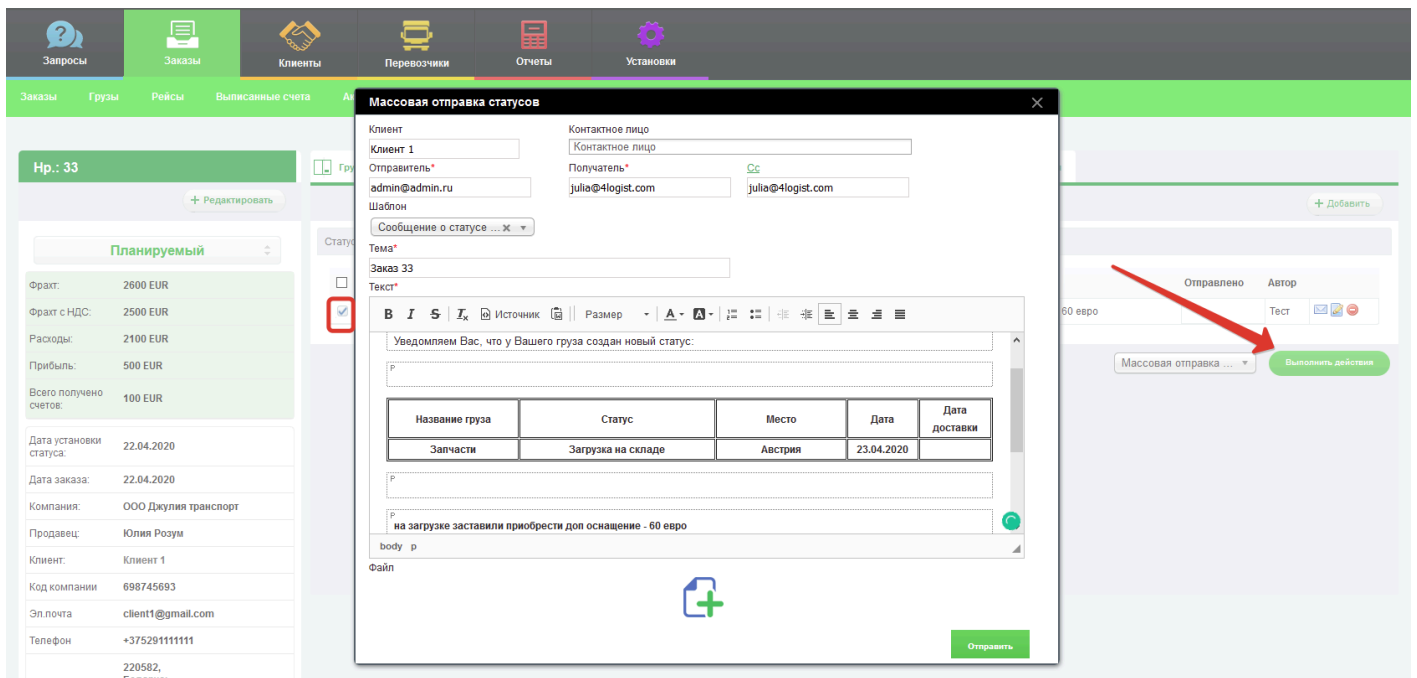 Запросы
Заказы
Клиенты
Перевозчики
Отчеты
Установки
Заказы Грузы Рейсы Выписанные счета
Массовая отправка статусов
Клиент Контактное лицо
Клиент 1 Контактное лицо
Отправитель* Получатель* Cc
admin@admin.ru julia@4logist.com julia@4logist.com
Шаблон
Сообщение о статусе ...
Тема*
Заказ 33
Текст*
B I S Ix Источник Размер A A
Уведомляем Вас, что у Вашего груза создан новый статус:
P
Название груза Статус Место Дата Дата
доставки
Запчасти Загрузка на складе Австрия 23.04.2020
P
P
на загрузке заставили приобрести доп оснащение - 60 евро
body p
Файл
Отправить
Нр.: 33
+ Редактировать
Планируемый
Фрахт: 2600 EUR
Фрахт с НДС: 2500 EUR
Расходы: 2100 EUR
Прибыль: 500 EUR
Всего получено
счетов: 100 EUR
Дата установки
статуса: 22.04.2020
Дата заказа: 22.04.2020
Компания: ООО Джулия транспорт
Продавец: Юлия Розум
Клиент: Клиент 1
Код компании 698745693
Эл.почта client1@gmail.com
Телефон +375291111111
220582,
+ Добавить
Отправлено Автор
60 евро Тест
Массовая отправка ...
Выполнить действия